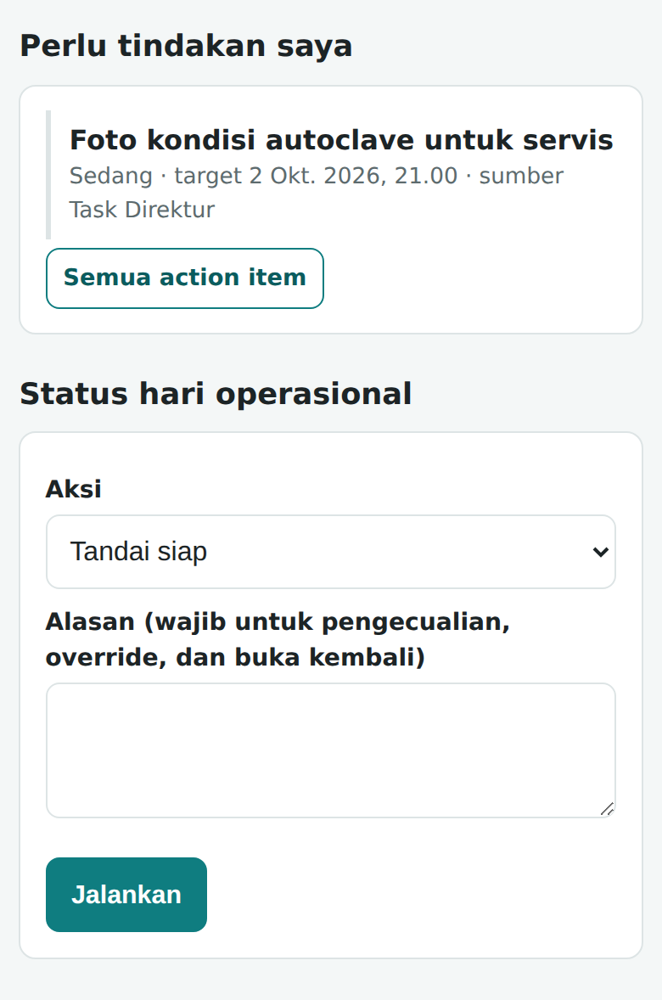 Perlu tindakan saya
Foto kondisi autoclave untuk servis
Sedang · target 2 Okt. 2026, 21.00 · sumber
Task Direktur
Semua action item
Status hari operasional
Aksi
Tandai siap
Alasan (wajib untuk pengecualian,
override, dan buka kembali)
Jalankan